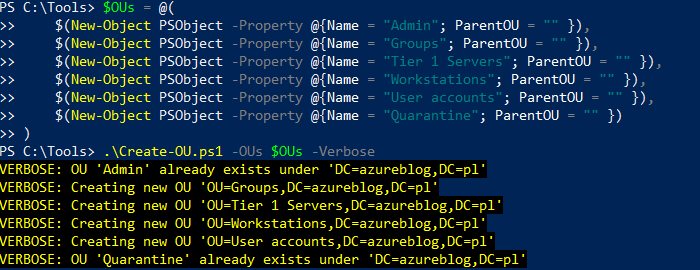 PS C:\Tools> $OUs = @(
>>     $(New-Object PSObject -Property @{Name = "Admin"; ParentOU = "" }),
>>     $(New-Object PSObject -Property @{Name = "Groups"; ParentOU = "" }),
>>     $(New-Object PSObject -Property @{Name = "Tier 1 Servers"; ParentOU = "" }),
>>     $(New-Object PSObject -Property @{Name = "Workstations"; ParentOU = "" }),
>>     $(New-Object PSObject -Property @{Name = "User accounts"; ParentOU = "" }),
>>     $(New-Object PSObject -Property @{Name = "Quarantine"; ParentOU = "" })
>> )
PS C:\Tools> .\Create-OU.ps1 -OUs $OUs -Verbose
VERBOSE: OU 'Admin' already exists under 'DC=azureblog,DC=pl'
VERBOSE: Creating new OU 'OU=Groups,DC=azureblog,DC=pl'
VERBOSE: Creating new OU 'OU=Tier 1 Servers,DC=azureblog,DC=pl'
VERBOSE: Creating new OU 'OU=Workstations,DC=azureblog,DC=pl'
VERBOSE: Creating new OU 'OU=User accounts,DC=azureblog,DC=pl'
VERBOSE: OU 'Quarantine' already exists under 'DC=azureblog,DC=pl'